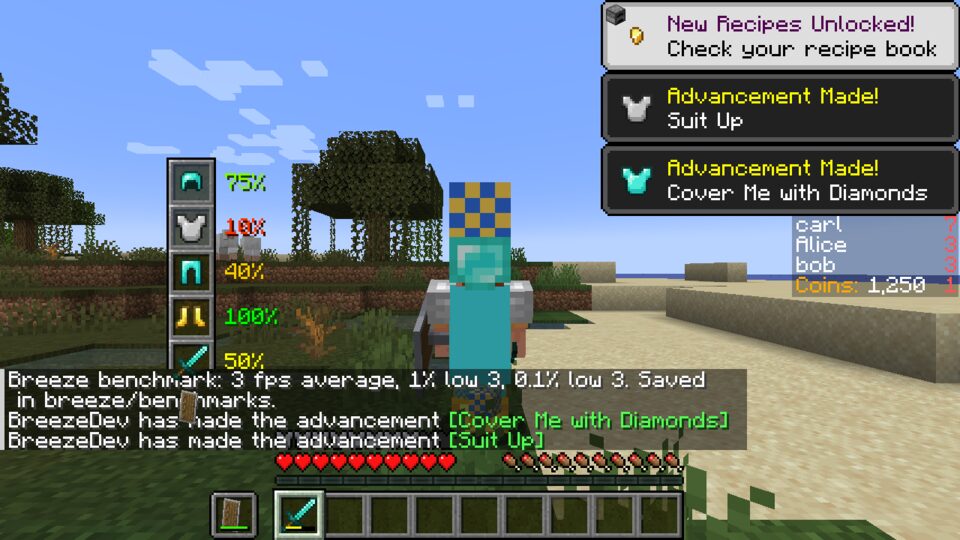 New Recipes Unlocked!
Check your recipe book
Advancement Made!
Suit Up
Advancement Made!
Cover Me with Diamonds
75%
10%
40%
100%
50%
carl
Alice 3
bob
Coins: 1,250 1
Breeze benchmark: 3 fps average, 1% low 3, 0.1% low 3. Saved
in breeze/benchmarks.
BreezeDev has made the advancement [Cover Me with Diamonds]
BreezeDev has made the advancement [Suit Up]